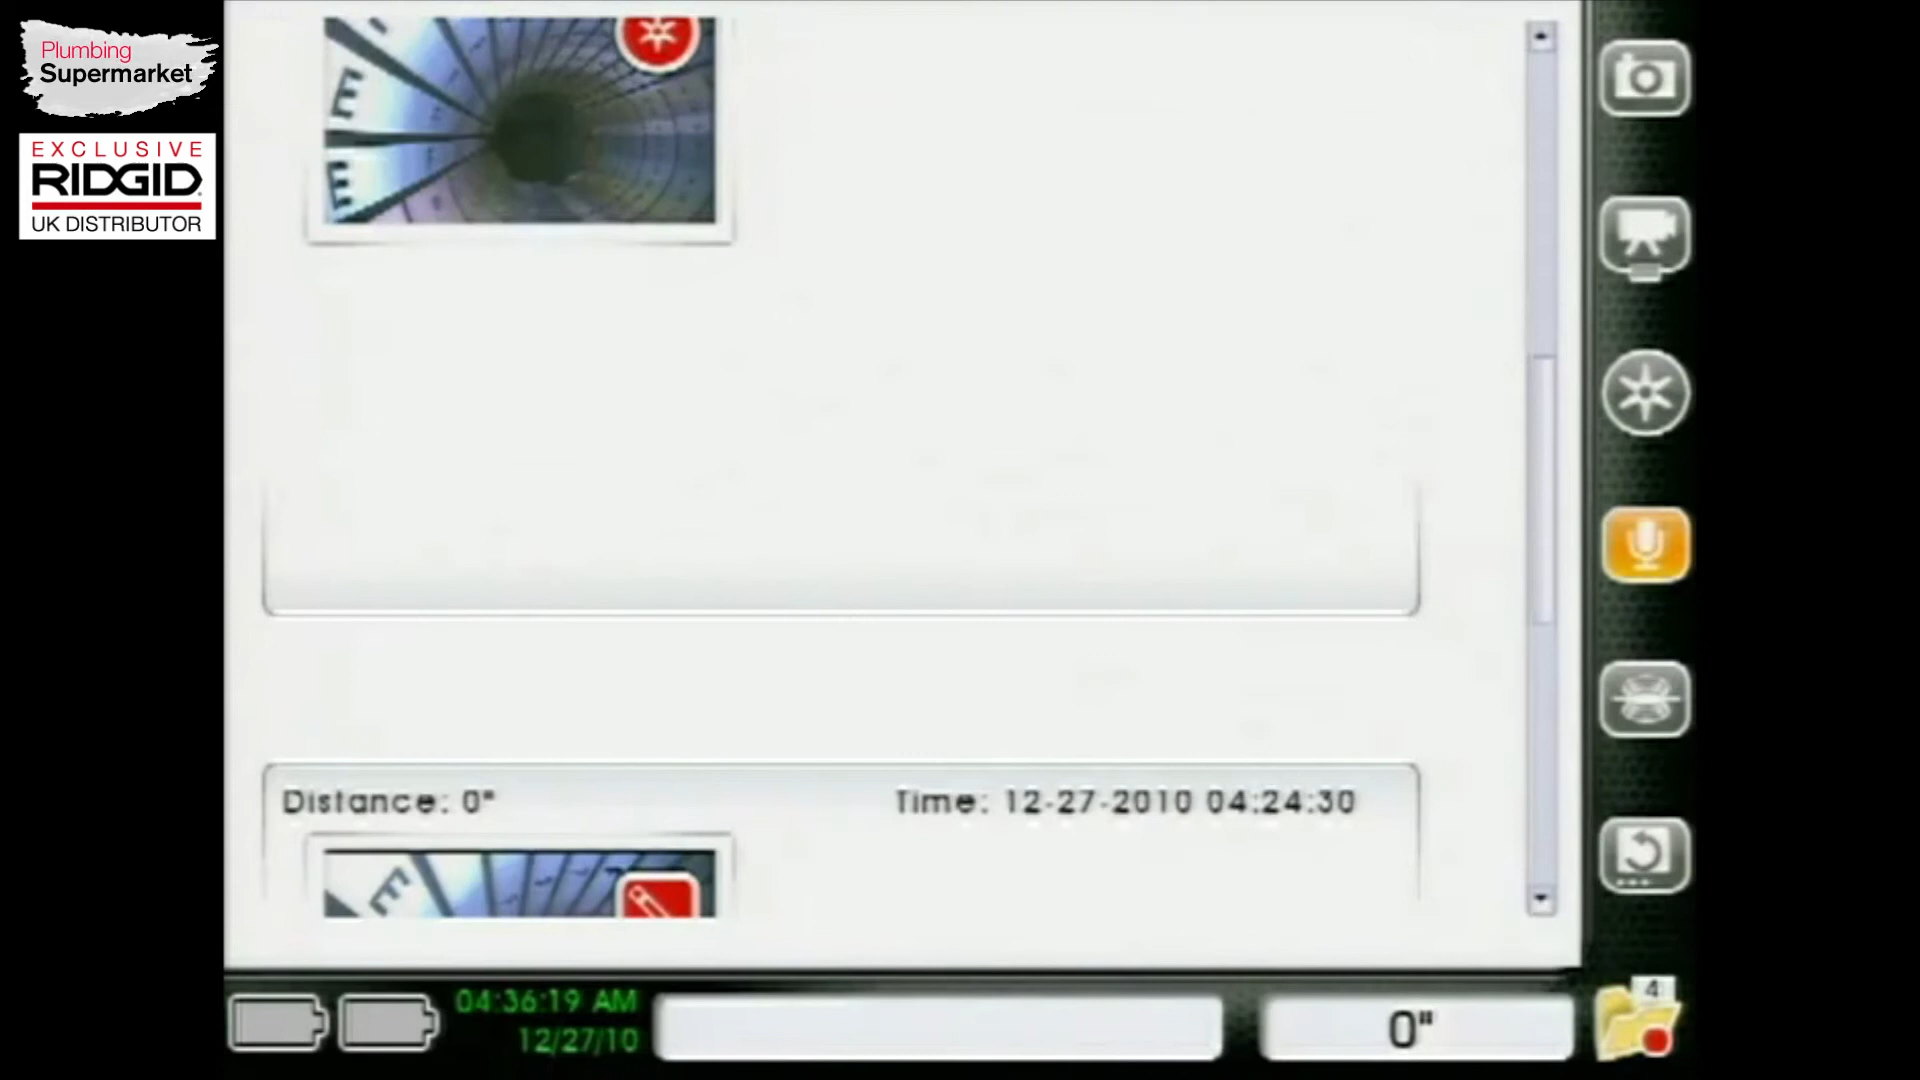 Plumbing
Supermarket
EXCLUSIVE
RIDGID
UK DISTRIBUTOR
E
E
Distance: 0" Time: 12-27-2010 04:24:30
E
04:36:19 AM
12/27/10
0"
4